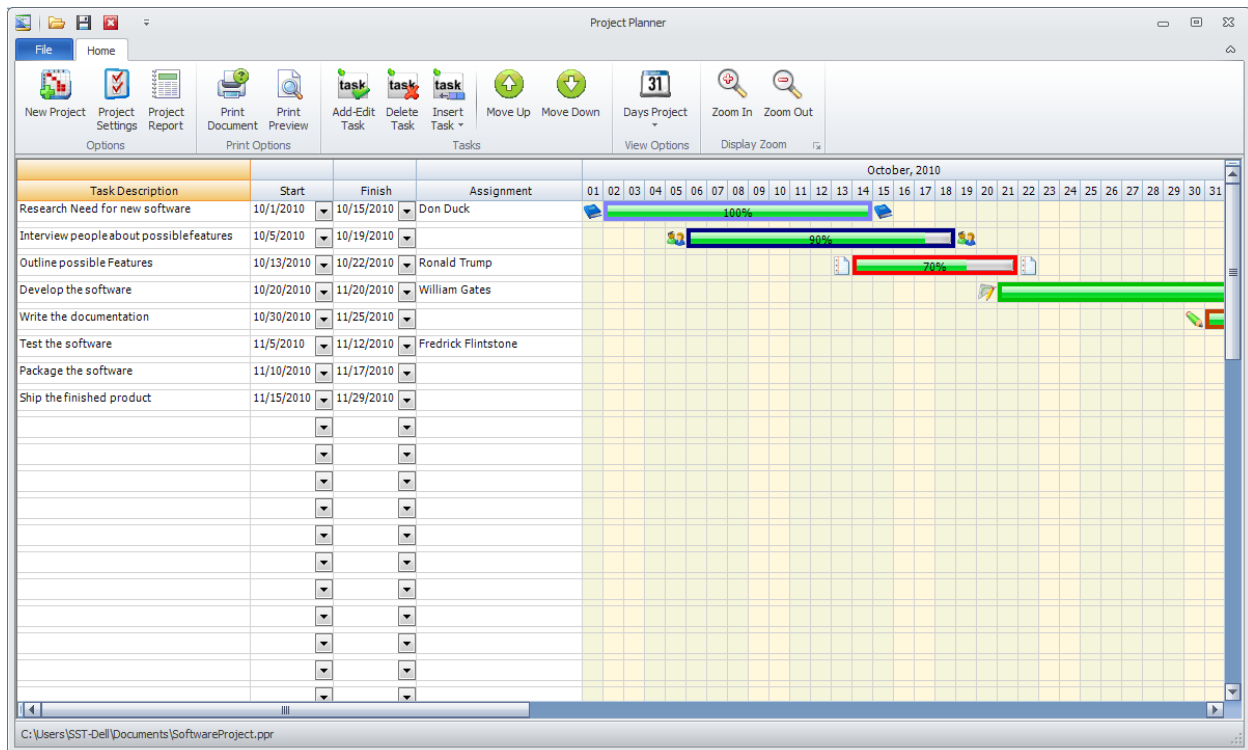 Project Planner
File Home
New Project Project Settings Project Report Print Document Print Preview Add-Edit Task Delete Task Insert Task Move Up Move Down 31 Days Project Zoom In Zoom Out
task task task
Options Print Options Tasks View Options Display Zoom
October, 2010
Task Description Start Finish Assignment 01 02 03 04 05 06 07 08 09 10 11 12 13 14 15 16 17 18 19 20 21 22 23 24 25 26 27 28 29 30 31
Research Need for new software 10/1/2010 10/15/2010 Don Duck 100%
Interview people about possible features 10/5/2010 10/19/2010 90%
Outline possible Features 10/13/2010 10/22/2010 Ronald Trump 70%
Develop the software 10/20/2010 11/20/2010 William Gates
Write the documentation 10/30/2010 11/25/2010
Test the software 11/5/2010 11/12/2010 Fredrick Flintstone
Package the software 11/10/2010 11/17/2010
Ship the finished product 11/15/2010 11/29/2010
C:\Users\SST-Dell\Documents\SoftwareProject.ppr